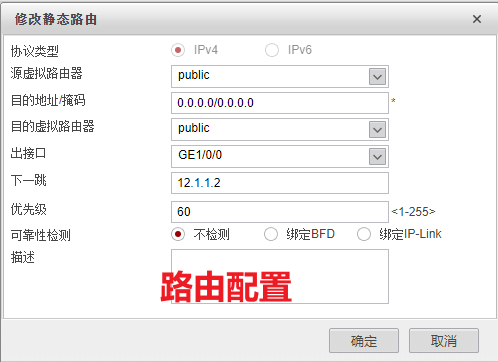 修改静态路由
协议类型 IPv4 IPv6
源虚拟路由器 public
目的地址/掩码 0.0.0.0/0.0.0.0 *
目的虚拟路由器 public
出接口 GE1/0/0
下一跳 12.1.1.2
优先级 60 <1-255>
可靠性检测 不检测 绑定BFD 绑定IP-Link
描述
路由配置
确定 取消